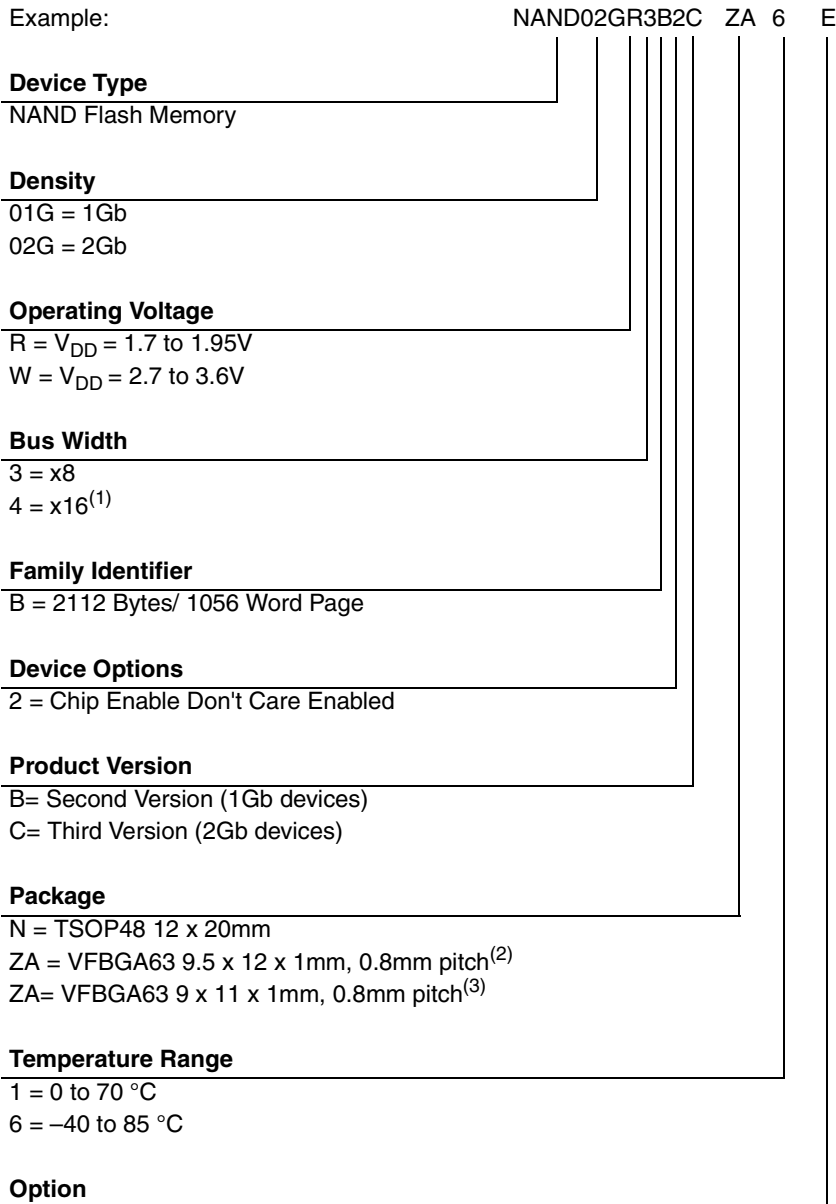 Example: NAND02GR3B2C ZA 6 E
Device Type
NAND Flash Memory
Density
01G = 1Gb
02G = 2Gb
Operating Voltage
R = VDD = 1.7 to 1.95V
W = VDD = 2.7 to 3.6V
Bus Width
3 = x8
4 = x16(1)
Family Identifier
B = 2112 Bytes/ 1056 Word Page
Device Options
2 = Chip Enable Don't Care Enabled
Product Version
B= Second Version (1Gb devices)
C= Third Version (2Gb devices)
Package
N = TSOP48 12 x 20mm
ZA = VFBGA63 9.5 x 12 x 1mm, 0.8mm pitch(2)
ZA= VFBGA63 9 x 11 x 1mm, 0.8mm pitch(3)
Temperature Range
1 = 0 to 70 °C
6 = –40 to 85 °C
Option